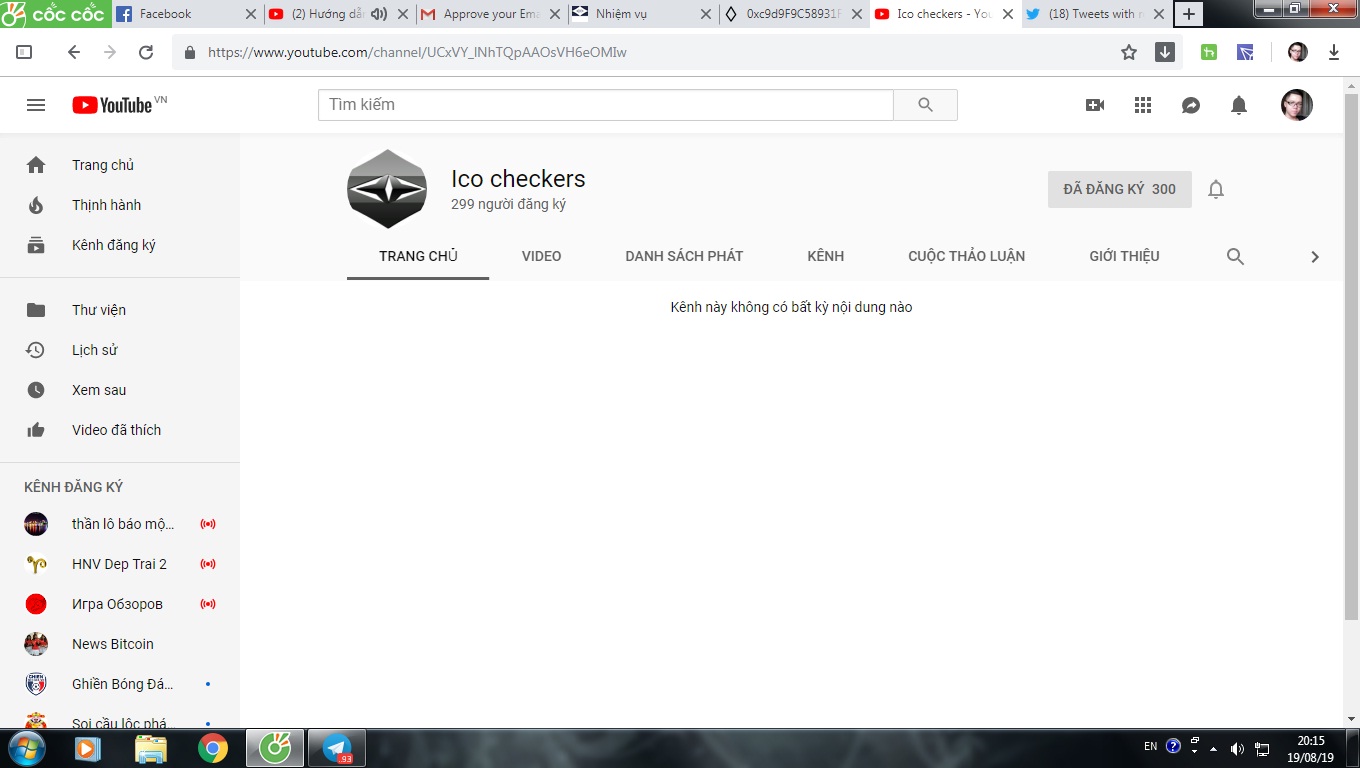 CỐC CỐC
Facebook
(2) Hướng dẫ
Approve your Ema
Nhiệm vụ
0xc9d9F9C58931F
Ico checkers - You
(18) Tweets with r
https://www.youtube.com/channel/UCxVY_lNhTQpAAOsVH6eOMIw
YouTube VN
Tìm kiếm
Trang chủ
Thịnh hành
Kênh đăng ký
Thư viện
Lịch sử
Xem sau
Video đã thích
KÊNH ĐĂNG KÝ
thần lô báo mộ...
HNV Dep Trai 2
Игра Обзоров
News Bitcoin
Ghiền Bóng Đá...
Soi cầu lộc phá...
Ico checkers
299 người đăng ký
ĐÃ ĐĂNG KÝ 300
TRANG CHỦ
VIDEO
DANH SÁCH PHÁT
KÊNH
CUỘC THẢO LUẬN
GIỚI THIỆU
Kênh này không có bất kỳ nội dung nào
.93
EN
20:15
19/08/19